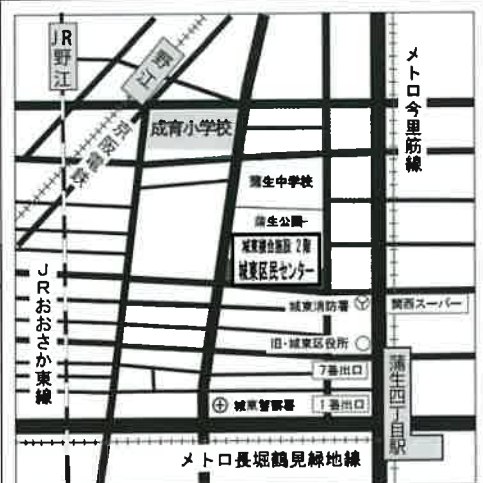 JR野江
野江
京阪電鉄
メトロ今里筋線
成育小学校
蒲生中学校
蒲生公園
城東複合施設 2階
城東区民センター
JRおおさか東線
城東消防署
関西スーパー
旧・城東区役所
7番出口
蒲生四丁目駅
城東警察署
1番出口
メトロ長堀鶴見緑地線